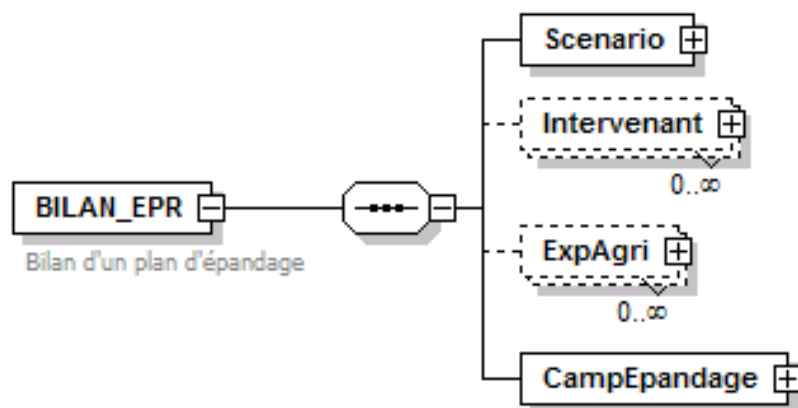 Scenario
Intervenant
0..∞
BILAN_EPR
Bilan d'un plan d'épandage
ExpAgri
0..∞
CampEpandage